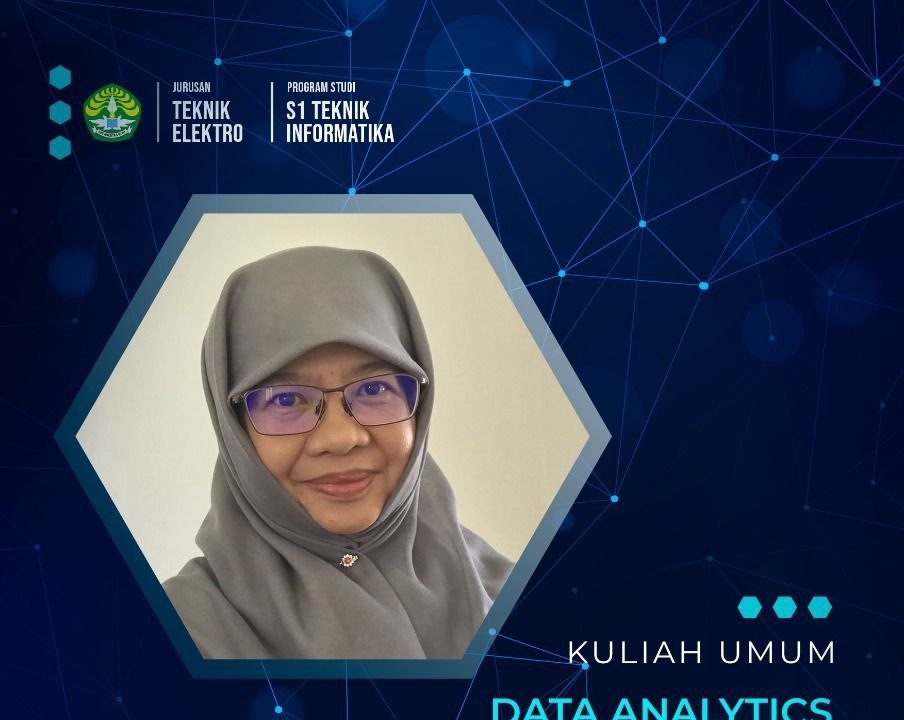 JURUSAN
TEKNIK
ELEKTRO
PROGRAM STUDI
S1 TEKNIK
INFORMATIKA
KULIAH UMUM
DATA ANALYTICS